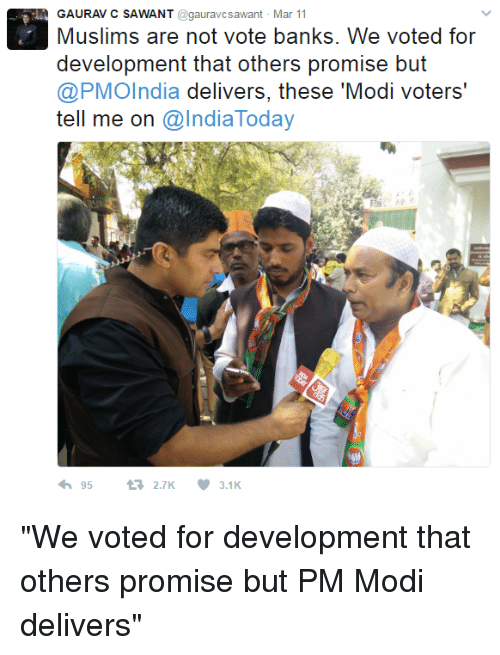 GAURAV C SAWANT @gauravcsawant · Mar 11
Muslims are not vote banks. We voted for
development that others promise but
@PMOIndia delivers, these 'Modi voters'
tell me on @IndiaToday
95 2.7K 3.1K
"We voted for development that
others promise but PM Modi
delivers"